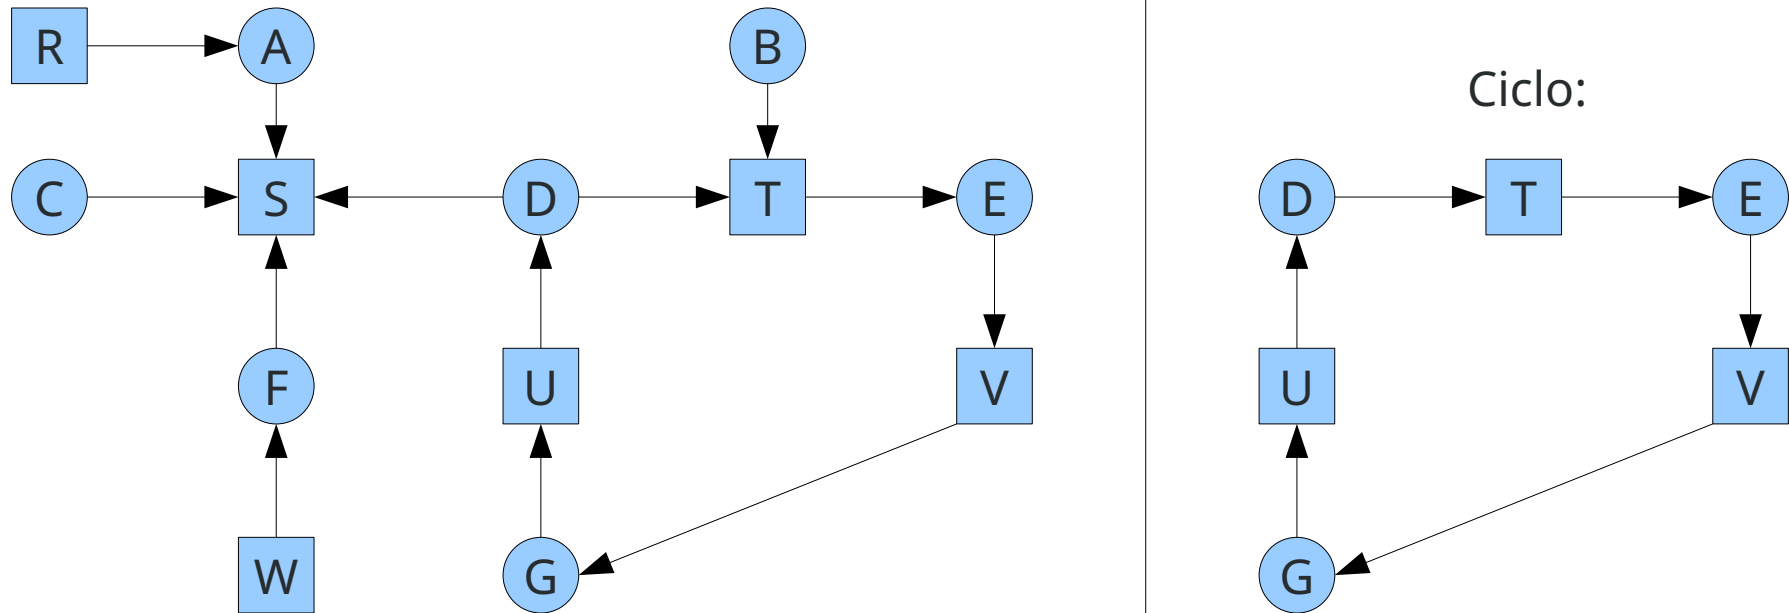 R A B
Ciclo:
C S D T E D T E
F U V U V
W G G